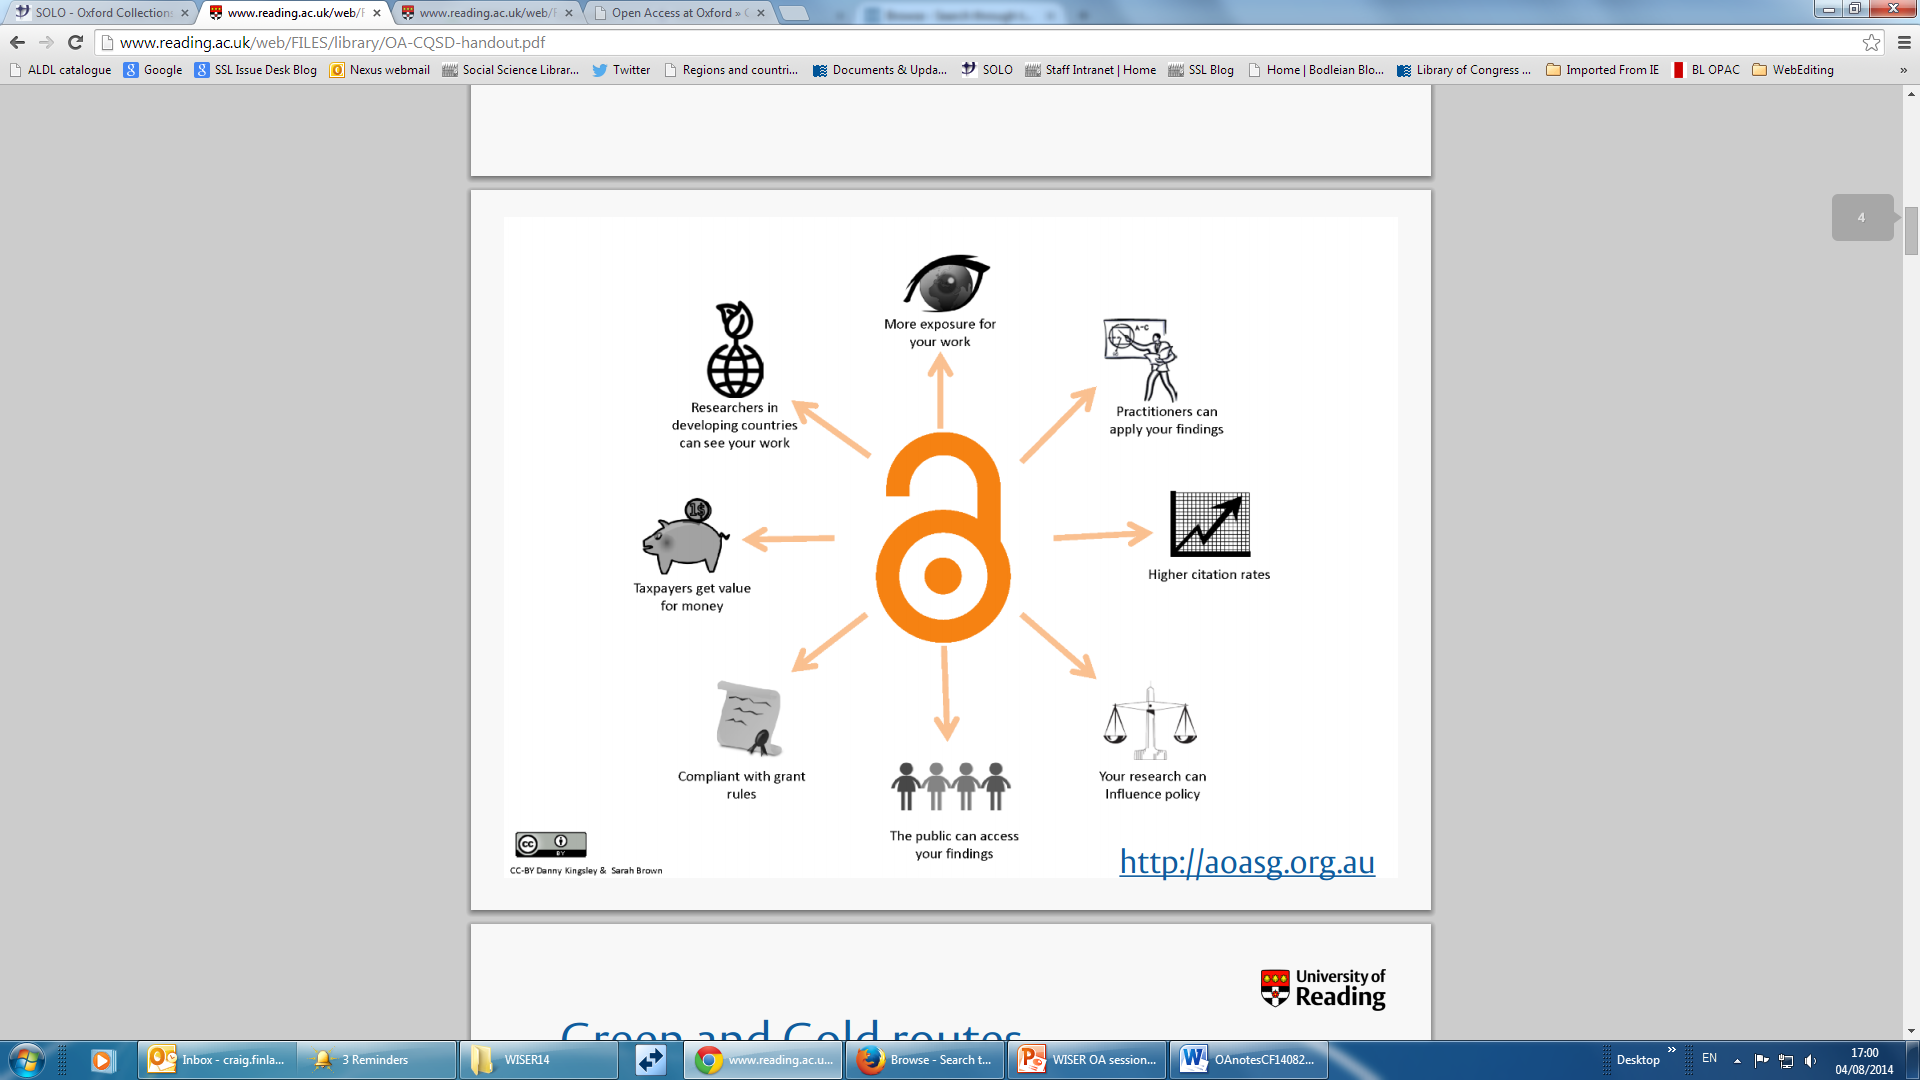 SOLO - Oxford Collections
www.reading.ac.uk/web/F
www.reading.ac.uk/web/F
Open Access at Oxford »
www.reading.ac.uk/web/FILES/library/OA-CQSD-handout.pdf
ALDL catalogue
Google
SSL Issue Desk Blog
Nexus webmail
Social Science Librar...
Twitter
Regions and countri...
Documents & Upda...
SOLO
Staff Intranet | Home
SSL Blog
Home | Bodleian Blo...
Library of Congress ...
Imported From IE
BL OPAC
WebEditing
»
4
More exposure for
your work
A-C
Researchers in
developing countries
can see your work
Practitioners can
apply your findings
1$
Taxpayers get value
for money
Higher citation rates
Compliant with grant
rules
Your research can
Influence policy
The public can access
your findings
cc
BY
CC-BY Danny Kingsley & Sarah Brown
http://aoasg.org.au
University of
Reading
Green and Gold routes
Inbox - craig.finla...
3 Reminders
WISER14
www.reading.ac.u...
Browse - Search t...
WISER OA session...
OAnotesCF14082...
Desktop
»
EN
17:00
04/08/2014